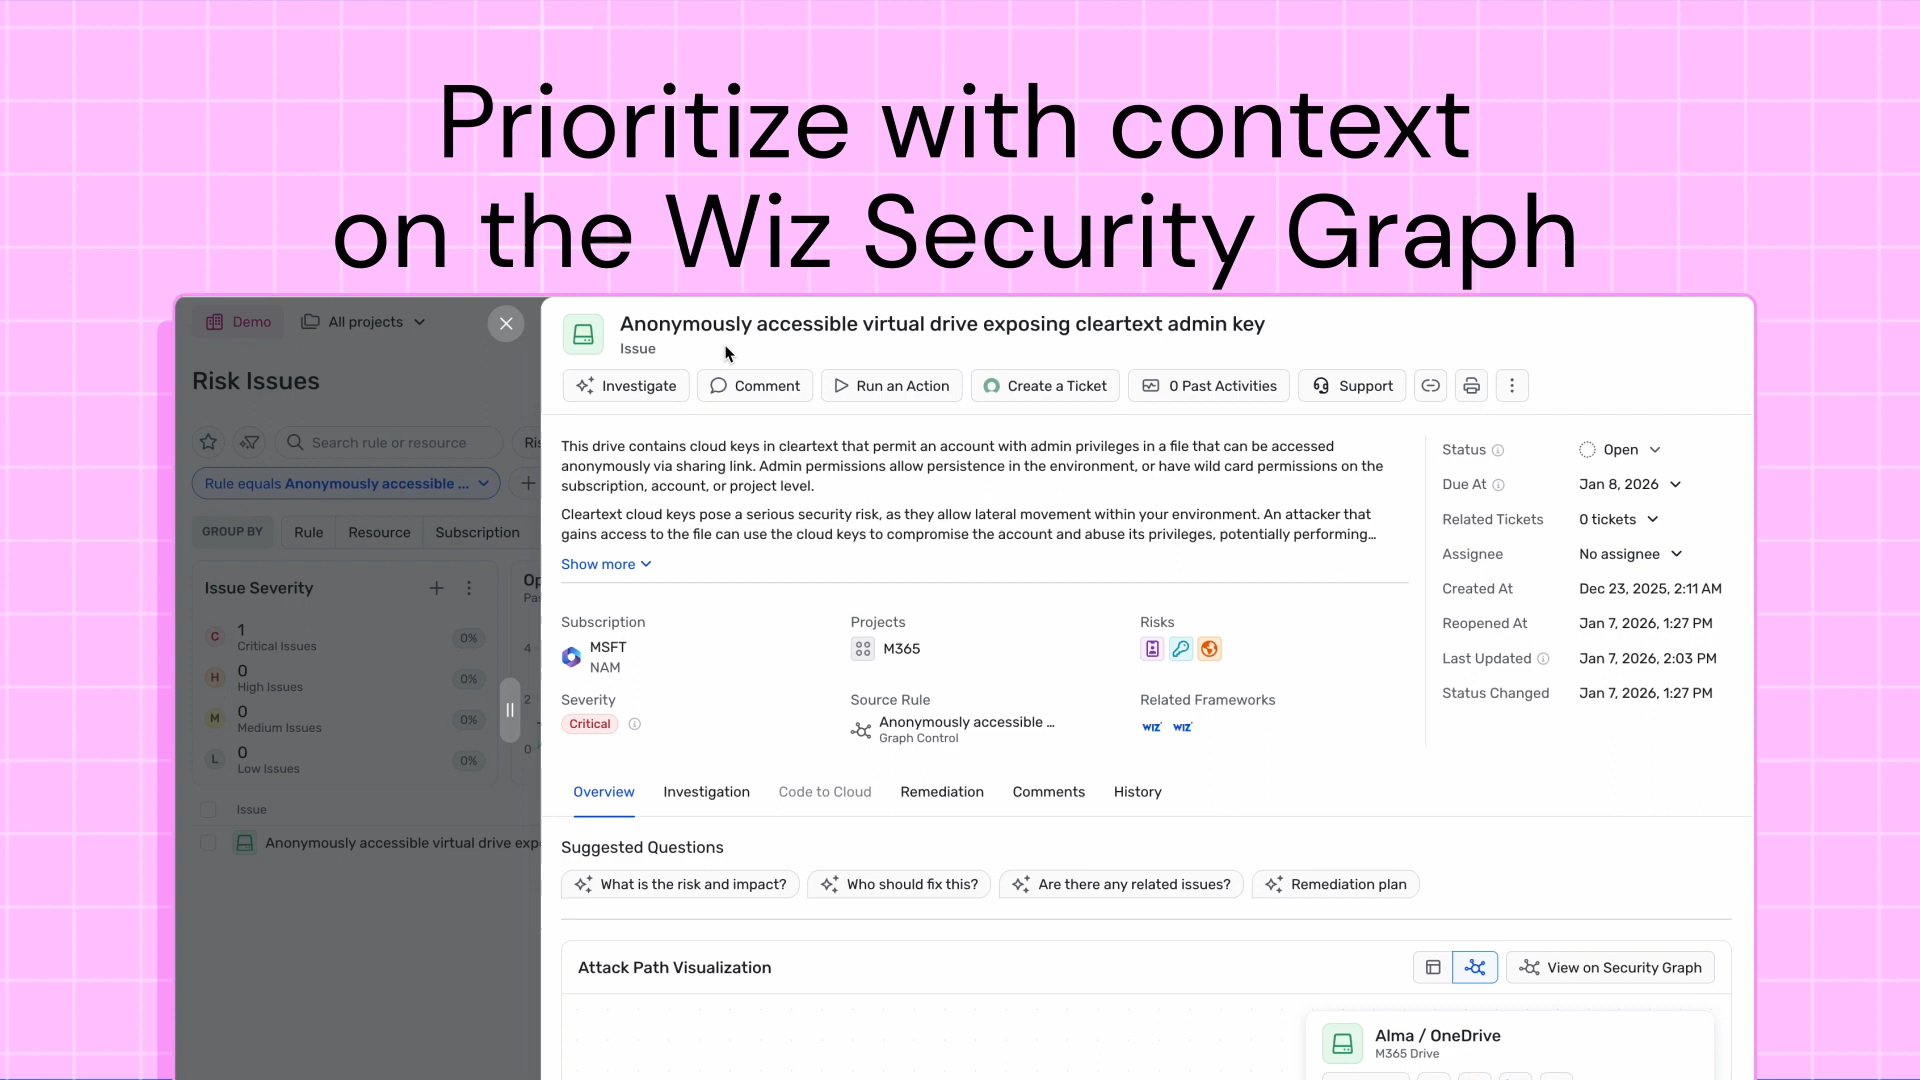 Prioritize with context
on the Wiz Security Graph
Demo
All projects
Risk Issues
Search rule or resource
Rule equals Anonymously accessible ...
GROUP BY
Rule
Resource
Subscription
Issue Severity
C
1
Critical Issues
0%
H
0
High Issues
0%
M
0
Medium Issues
0%
L
0
Low Issues
0%
4
2
0
Issue
Anonymously accessible virtual drive exp
Anonymously accessible virtual drive exposing cleartext admin key
Issue
Investigate
Comment
Run an Action
Create a Ticket
0 Past Activities
Support
This drive contains cloud keys in cleartext that permit an account with admin privileges in a file that can be accessed
anonymously via sharing link. Admin permissions allow persistence in the environment, or have wild card permissions on the
subscription, account, or project level.
Cleartext cloud keys pose a serious security risk, as they allow lateral movement within your environment. An attacker that
gains access to the file can use the cloud keys to compromise the account and abuse its privileges, potentially performing...
Show more
Status
Open
Due At
Jan 8, 2026
Related Tickets
0 tickets
Assignee
No assignee
Created At
Dec 23, 2025, 2:11 AM
Reopened At
Jan 7, 2026, 1:27 PM
Last Updated
Jan 7, 2026, 2:03 PM
Status Changed
Jan 7, 2026, 1:27 PM
Subscription
MSFT
NAM
Projects
M365
Risks
Severity
Critical
Source Rule
Anonymously accessible ...
Graph Control
Related Frameworks
WIZ
WIZ
Overview
Investigation
Code to Cloud
Remediation
Comments
History
Suggested Questions
What is the risk and impact?
Who should fix this?
Are there any related issues?
Remediation plan
Attack Path Visualization
View on Security Graph
Alma / OneDrive
M365 Drive